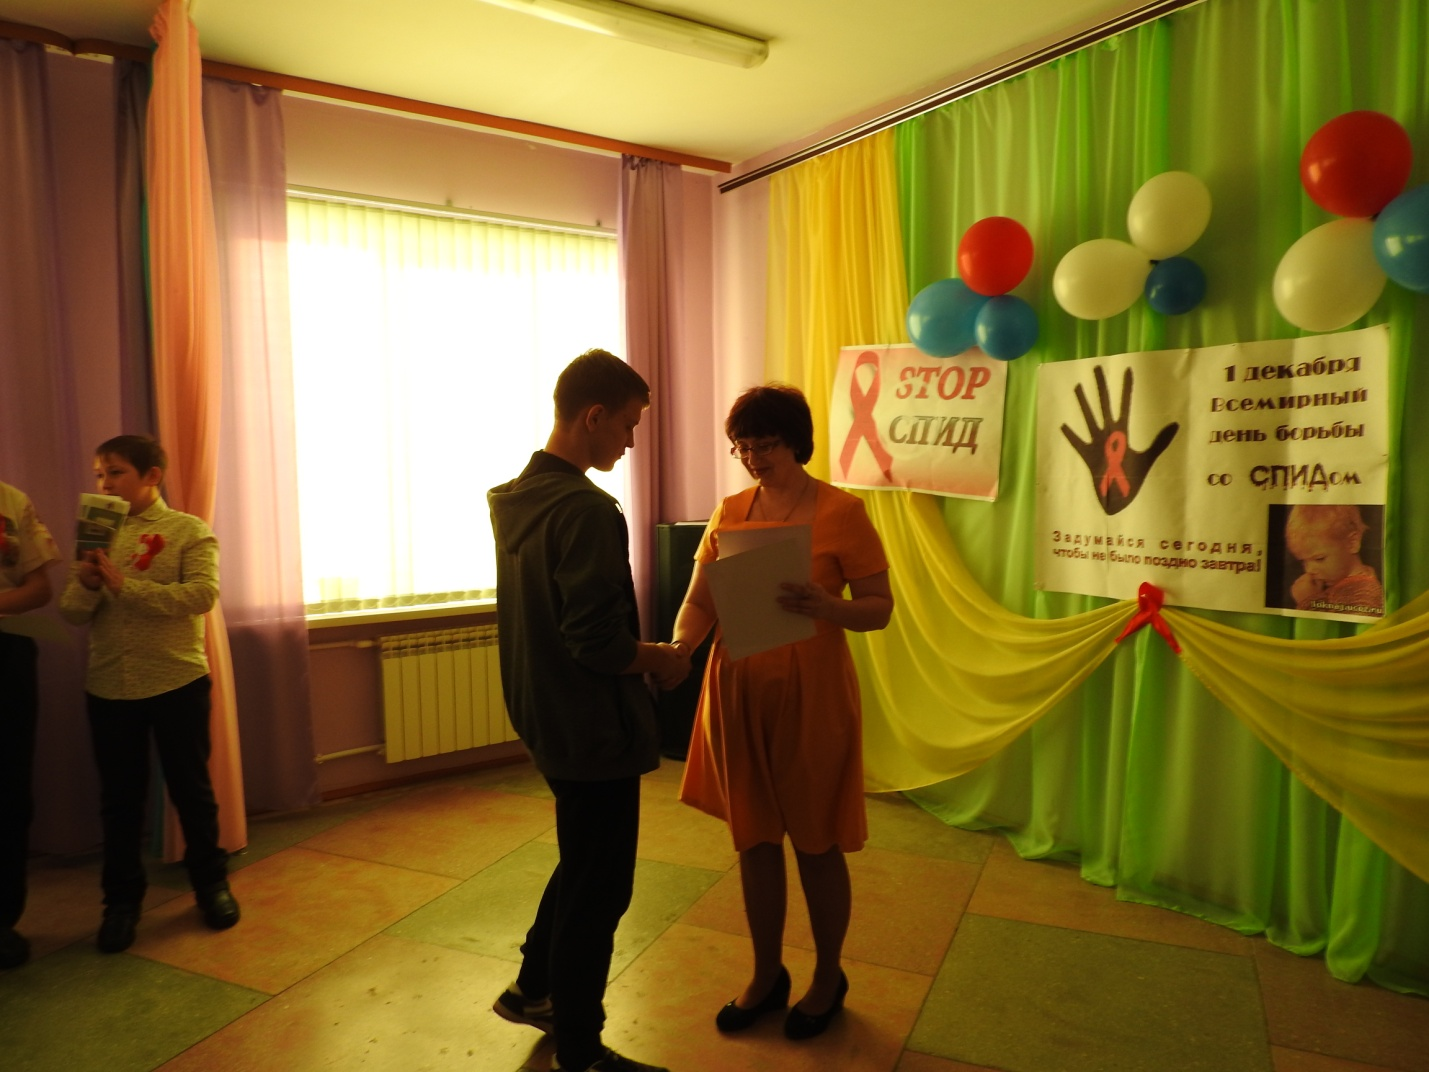 STOP
СПИД
1 декабря
Всемирный
день борьбы
со СПИДом
Задумайся сегодня,
чтобы не было поздно завтра!